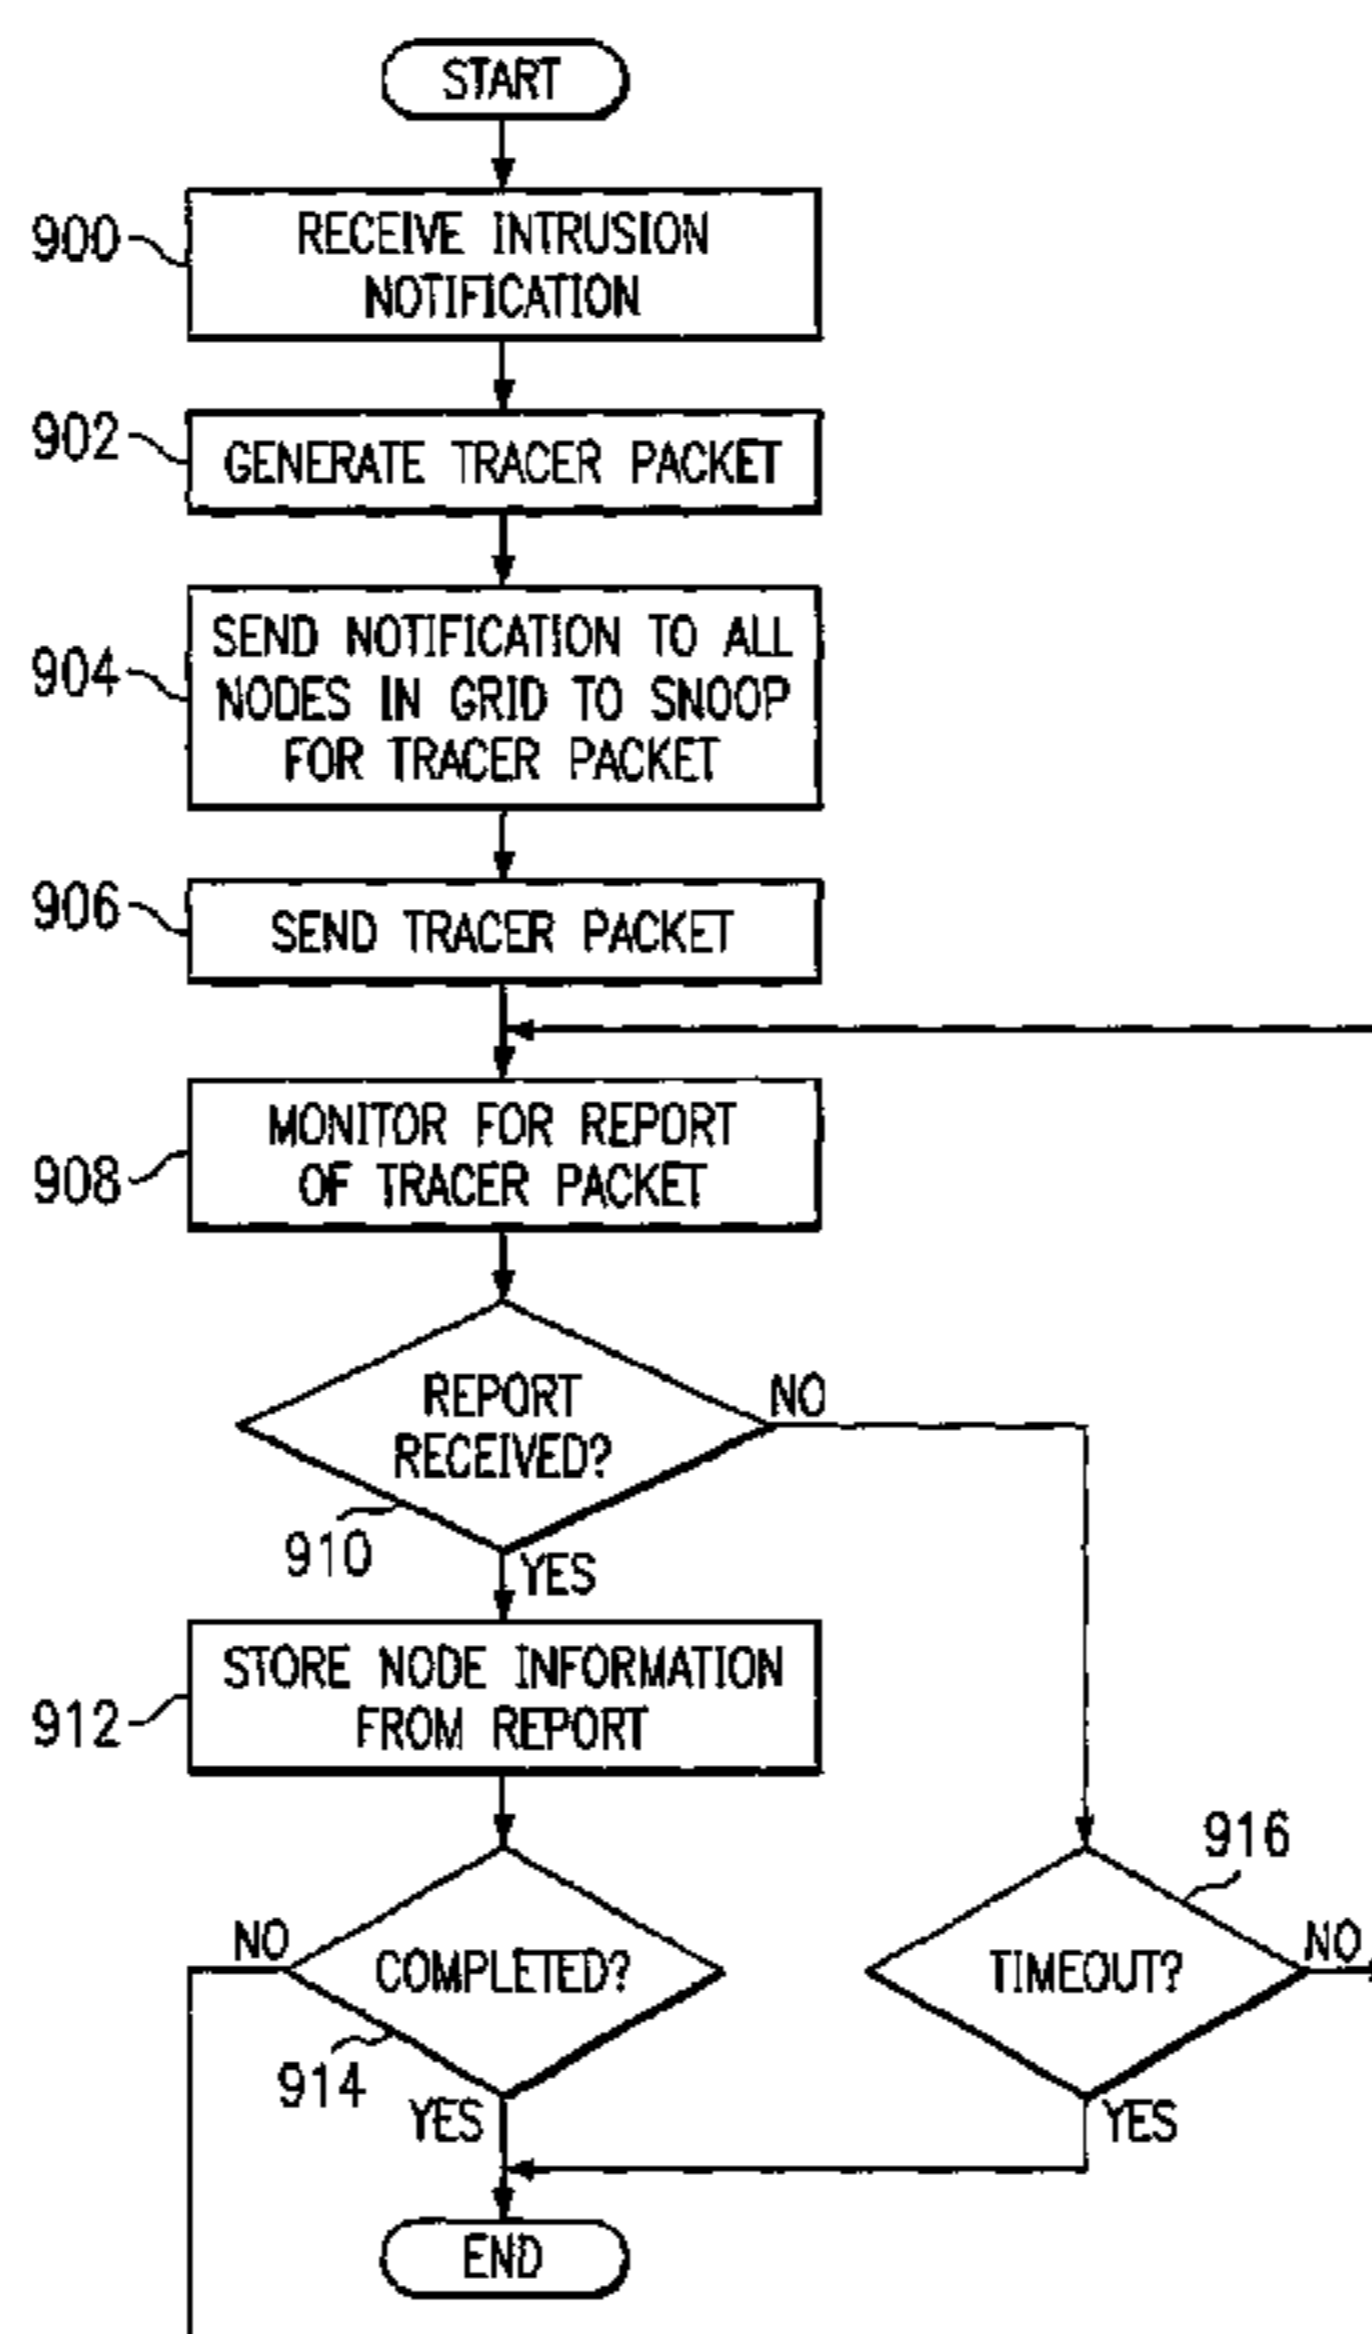 START
900
RECEIVE INTRUSION
NOTIFICATION
902
GENERATE TRACER PACKET
904
SEND NOTIFICATION TO ALL
NODES IN GRID TO SNOOP
FOR TRACER PACKET
906
SEND TRACER PACKET
908
MONITOR FOR REPORT
OF TRACER PACKET
REPORT
RECEIVED?
NO
910
YES
912
STORE NODE INFORMATION
FROM REPORT
916
NO
COMPLETED?
TIMEOUT?
NO
914
YES
YES
END